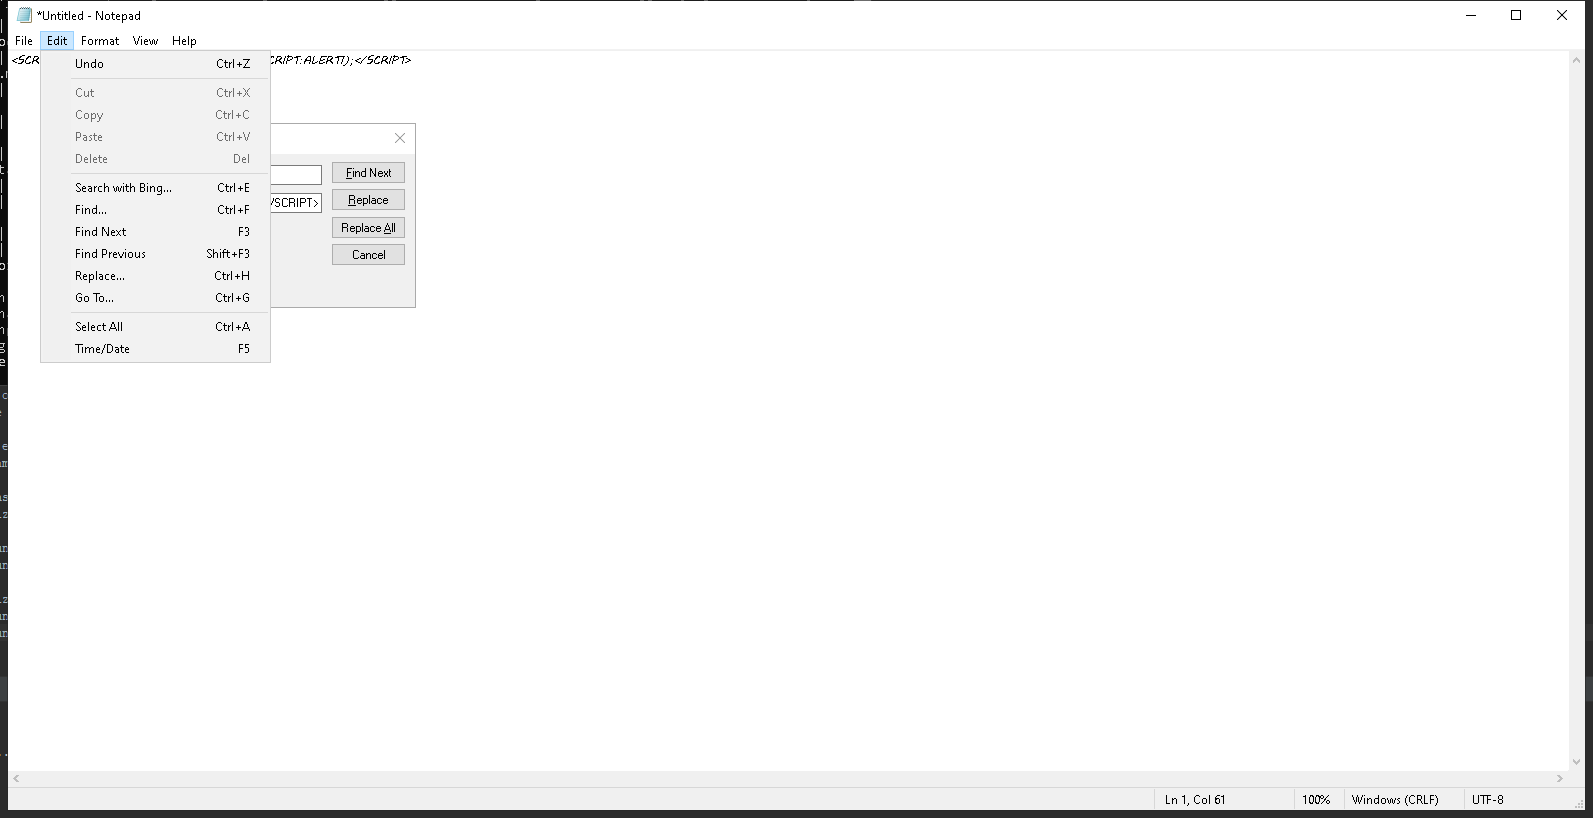 *Untitled - Notepad
File Edit Format View Help
<SCR CRIPT:ALERT1);</SCRIPT>
Undo Ctrl+Z
Cut Ctrl+X
Copy Ctrl+C
Paste Ctrl+V
Delete Del
Search with Bing... Ctrl+E
Find... Ctrl+F
Find Next F3
Find Previous Shift+F3
Replace... Ctrl+H
Go To... Ctrl+G
Select All Ctrl+A
Time/Date F5
Find Next
/SCRIPT> Replace
Replace All
Cancel
Ln 1, Col 61 100% Windows (CRLF) UTF-8